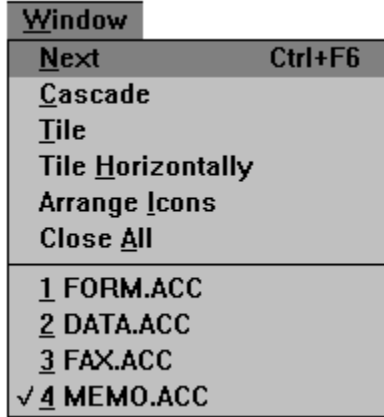 Window
Next Ctrl+F6
Cascade
Tile
Tile Horizontally
Arrange Icons
Close All
1 FORM.ACC
2 DATA.ACC
3 FAX.ACC
√ 4 MEMO.ACC